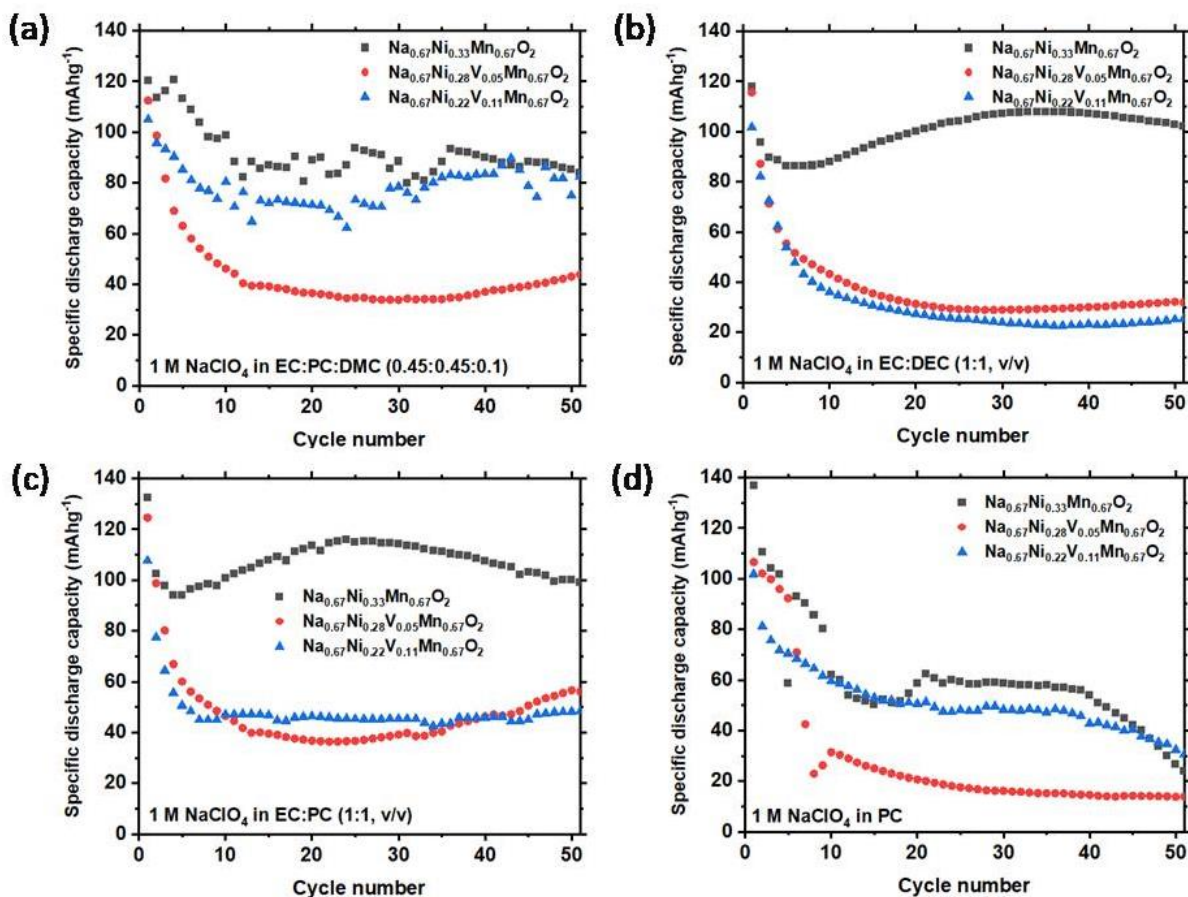 (a)
140
120
100
80
60
40
20
0
Specific discharge capacity (mAhg⁻¹)
Na₀.₆₇Ni₀.₃₃Mn₀.₆₇O₂
Na₀.₆₇Ni₀.₂₈V₀.₀₅Mn₀.₆₇O₂
Na₀.₆₇Ni₀.₂₂V₀.₁₁Mn₀.₆₇O₂
1 M NaClO₄ in EC:PC:DMC (0.45:0.45:0.1)
0 10 20 30 40 50
Cycle number
(b)
140
120
100
80
60
40
20
0
Specific discharge capacity (mAhg⁻¹)
Na₀.₆₇Ni₀.₃₃Mn₀.₆₇O₂
Na₀.₆₇Ni₀.₂₈V₀.₀₅Mn₀.₆₇O₂
Na₀.₆₇Ni₀.₂₂V₀.₁₁Mn₀.₆₇O₂
1 M NaClO₄ in EC:DEC (1:1, v/v)
0 10 20 30 40 50
Cycle number
(c)
140
120
100
80
60
40
20
0
Specific discharge capacity (mAhg⁻¹)
Na₀.₆₇Ni₀.₃₃Mn₀.₆₇O₂
Na₀.₆₇Ni₀.₂₈V₀.₀₅Mn₀.₆₇O₂
Na₀.₆₇Ni₀.₂₂V₀.₁₁Mn₀.₆₇O₂
1 M NaClO₄ in EC:PC (1:1, v/v)
0 10 20 30 40 50
Cycle number
(d)
140
120
100
80
60
40
20
0
Specific discharge capacity (mAhg⁻¹)
Na₀.₆₇Ni₀.₃₃Mn₀.₆₇O₂
Na₀.₆₇Ni₀.₂₈V₀.₀₅Mn₀.₆₇O₂
Na₀.₆₇Ni₀.₂₂V₀.₁₁Mn₀.₆₇O₂
1 M NaClO₄ in PC
0 10 20 30 40 50
Cycle number